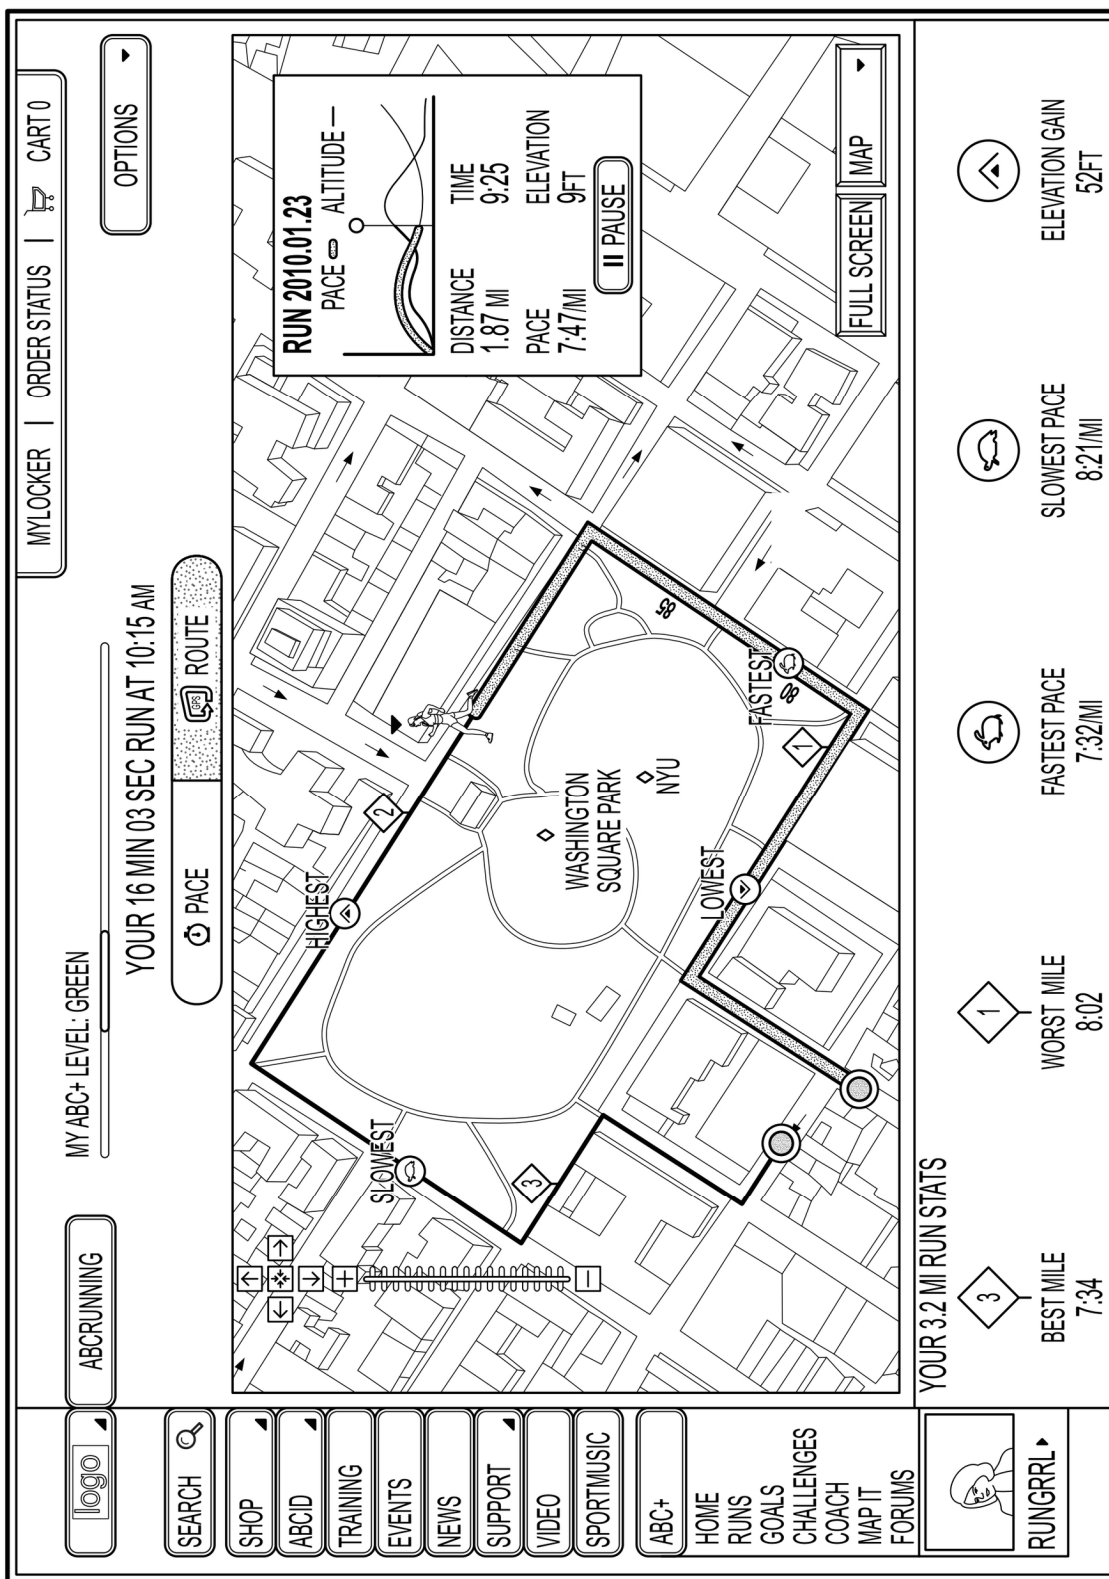 logo
ABCRUNNING
MY ABC+ LEVEL: GREEN
MYLOCKER | ORDER STATUS | CART 0
YOUR 16 MIN 03 SEC RUN AT 10:15 AM
OPTIONS
PACE
GPS
ROUTE
SEARCH
SHOP
ABCID
TRAINING
EVENTS
NEWS
SUPPORT
VIDEO
SPORTMUSIC
ABC+
HOME
RUNS
GOALS
CHALLENGES
COACH
MAP IT
FORUMS
RUNGRRL
SLOWEST
HIGHEST
2
3
WASHINGTON
SQUARE PARK
NYU
LOWEST
1
FASTEST
80
85
RUN 2010.01.23
PACE
ALTITUDE
DISTANCE
1.87 MI
TIME
9:25
PACE
7:47/MI
ELEVATION
9FT
PAUSE
FULL SCREEN
MAP
YOUR 3.2 MI RUN STATS
3
BEST MILE
7:34
1
WORST MILE
8:02
FASTEST PACE
7:32/MI
SLOWEST PACE
8:21/MI
ELEVATION GAIN
52FT